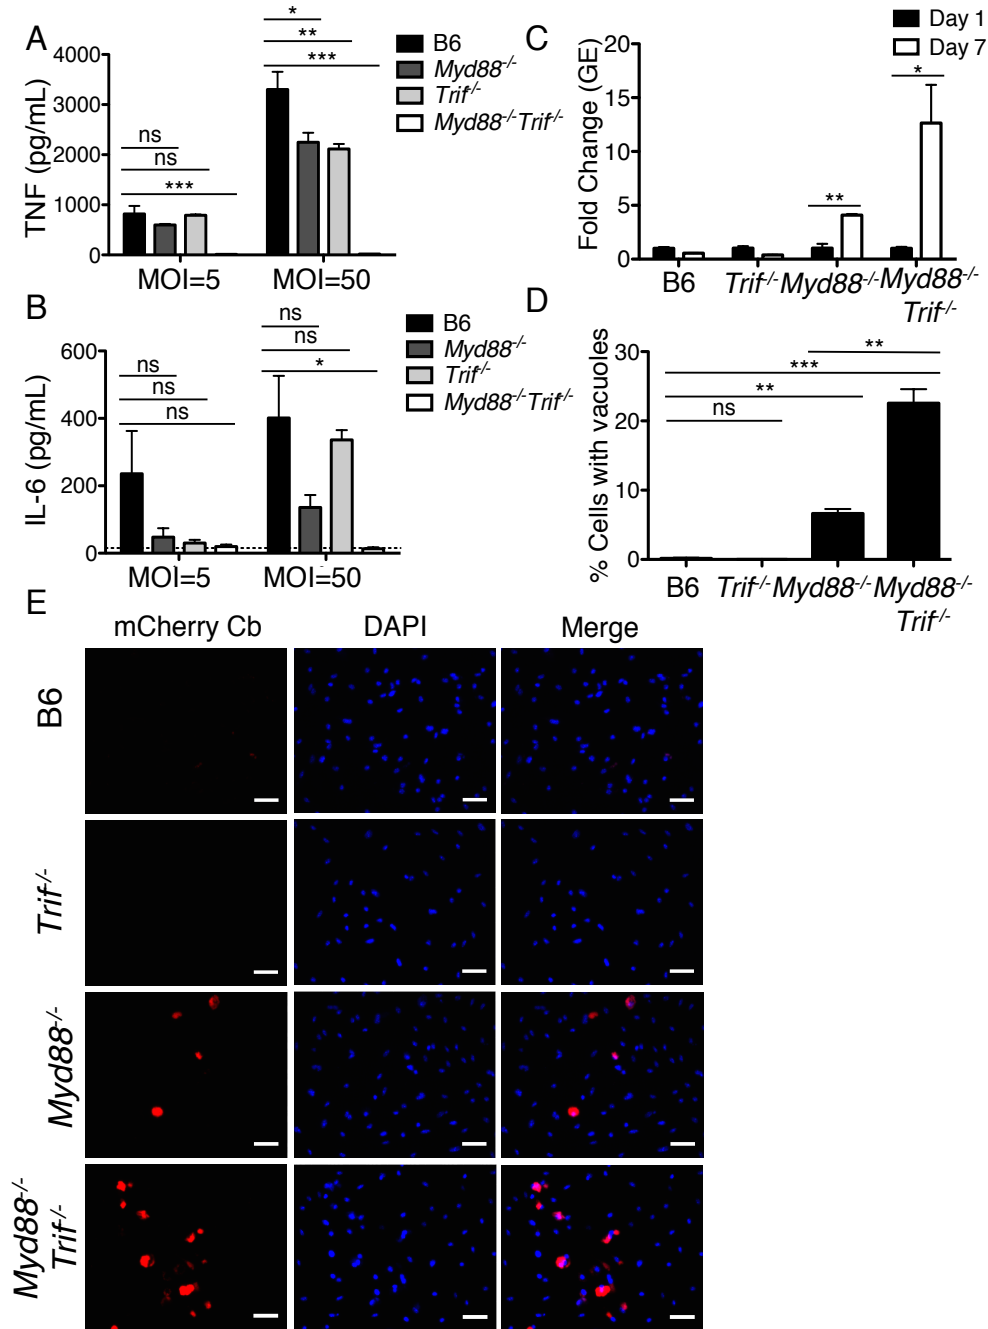 A
TNF (pg/mL)
4000
3000
2000
1000
0
ns
ns
***
*
**
***
MOI=5
MOI=50
B6
Myd88-/-
Trif-/-
Myd88-/-Trif-/-
C
Fold Change (GE)
20
15
10
5
0
**
*
Day 1
Day 7
B6
Trif-/-
Myd88-/-
Myd88-/-
Trif-/-
B
IL-6 (pg/mL)
600
400
200
0
ns
ns
ns
ns
ns
*
MOI=5
MOI=50
B6
Myd88-/-
Trif-/-
Myd88-/-Trif-/-
D
% Cells with vacuoles
30
20
10
0
**
***
**
ns
B6
Trif-/-
Myd88-/-
Myd88-/-
Trif-/-
E
mCherry Cb
DAPI
Merge
B6
Trif-/-
Myd88-/-
Myd88-/-
Trif-/-